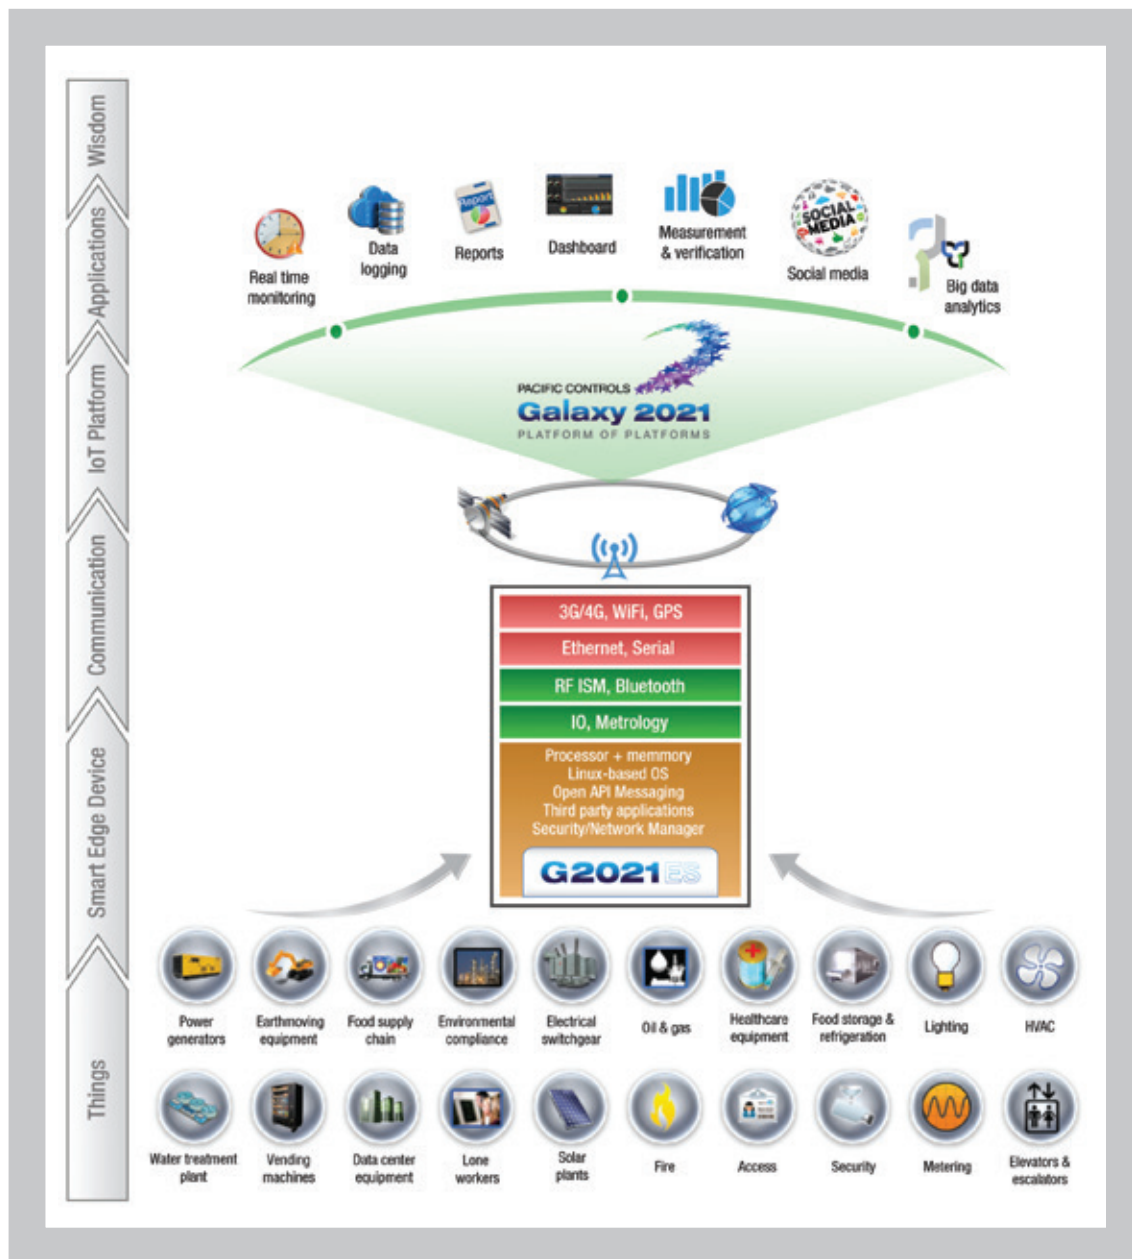 Wisdom
Applications
IoT Platform
Communication
Smart Edge Device
Things
Real time
monitoring
Data
logging
Report
Reports
Dashboard
Measurement
& verification
SOCIAL
MEDIA
Social media
Big data
analytics
PACIFIC CONTROLS
Galaxy 2021
PLATFORM OF PLATFORMS
3G/4G, WiFi, GPS
Ethernet, Serial
RF ISM, Bluetooth
IO, Metrology
Processor + memmory
Linux-based OS
Open API Messaging
Third party applications
Security/Network Manager
G2021ES
Power
generators
Earthmoving
equipment
Food supply
chain
Environmental
compliance
Electrical
switchgear
Oil & gas
Healthcare
equipment
Food storage &
refrigeration
Lighting
HVAC
Water treatment
plant
Vending
machines
Data center
equipment
Lone
workers
Solar
plants
Fire
Access
Security
Metering
Elevators &
escalators